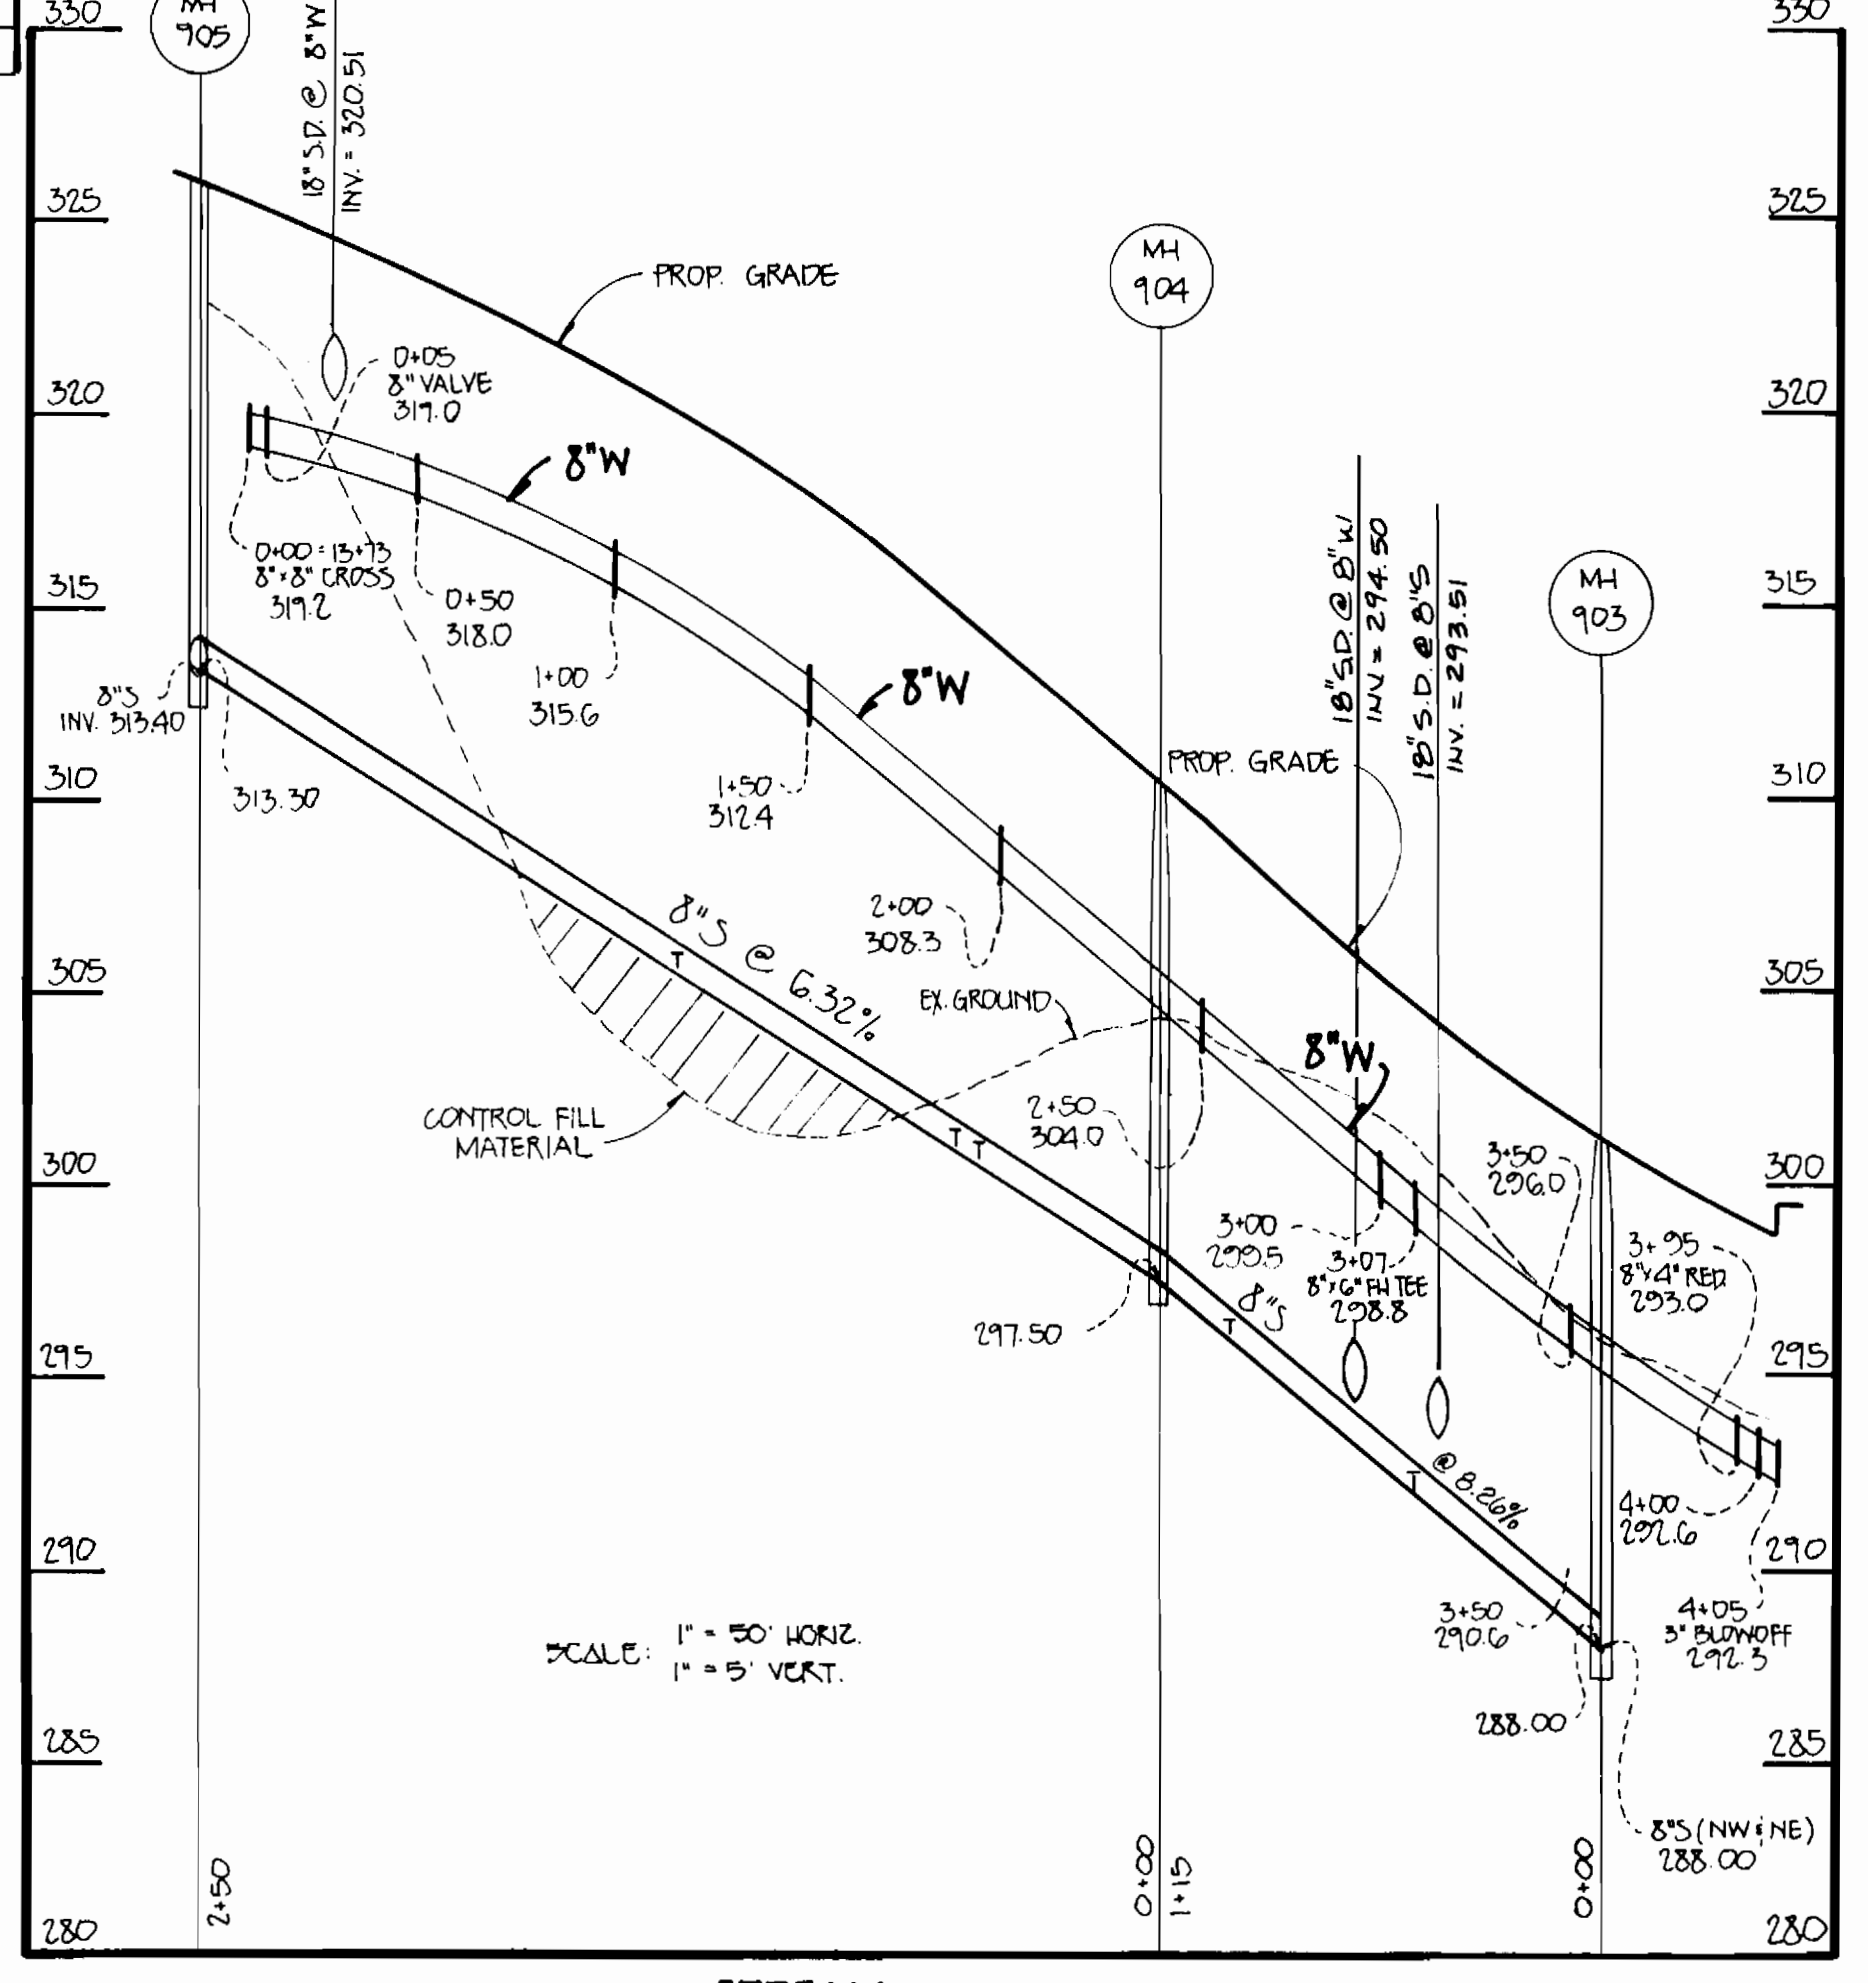 330
330
MH
905
18" S.D. @ 8"W
INV. = 320.51
325
325
PROP. GRADE
MH
904
0+05
8" VALVE
319.0
320
320
8"W
0+00 = 13+73
8" x 8" CROSS
319.2
0+50
318.0
18" S.D. @ 8"W
INV. = 294.50
18" S.D. @ 8"S
INV. = 293.51
MH
903
315
315
1+00
315.6
8"W
8"S
INV. 313.40
313.30
1+50
312.4
PROP. GRADE
310
310
2+00
308.3
8"S @ 6.32%
305
305
EX. GROUND
8"W
CONTROL FILL
MATERIAL
2+50
304.0
T
T T
300
300
3+50
296.0
3+00
299.5
3+07
8"x6" FH TEE
298.8
3+95
8"x4" RED.
293.0
8"S
T
297.50
295
295
@ 8.26%
T
4+00
292.6
290
290
3+50
290.6
4+05
3" BLOWOFF
292.3
SCALE: 1" = 50' HORIZ.
1" = 5' VERT.
288.00
285
285
8"S (NW & NE)
288.00
2+50
0+00
1+15
0+00
280
280